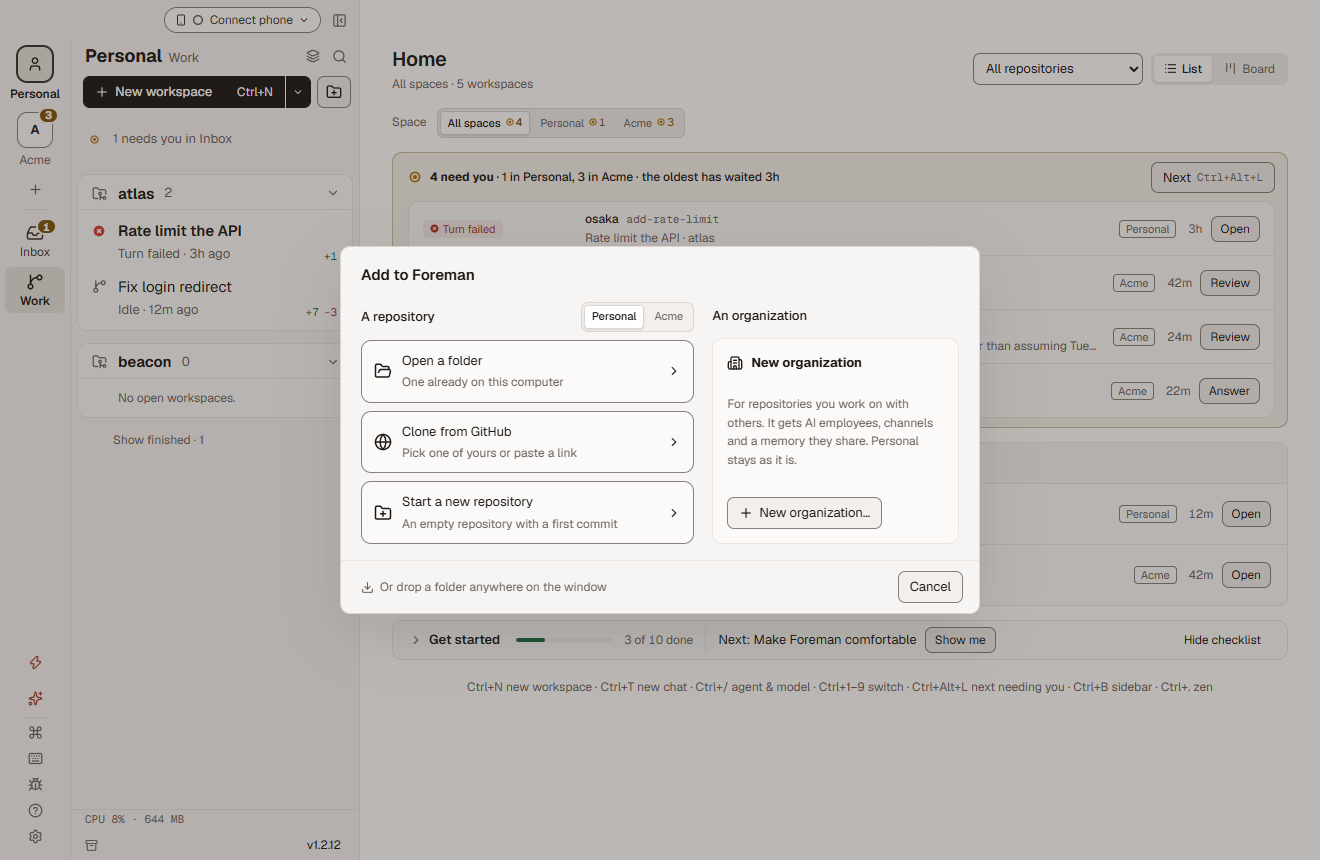 Connect phone
Personal Work
Personal
New workspace Ctrl+N
3
A
Acme
1 needs you in Inbox
atlas 2
1
Inbox
Work
Rate limit the API
Turn failed · 3h ago
+1
Fix login redirect
Idle · 12m ago
+7 -3
beacon 0
No open workspaces.
Show finished · 1
CPU 8% · 644 MB
v1.2.12
Home
All spaces · 5 workspaces
All repositories
List
Board
Space
All spaces 4
Personal 1
Acme 3
4 need you · 1 in Personal, 3 in Acme · the oldest has waited 3h
Next Ctrl+Alt+L
Turn failed
osaka add-rate-limit
Rate limit the API · atlas
Personal 3h Open
Acme 42m Review
r than assuming Tue…
Acme 24m Review
Acme 22m Answer
Personal 12m Open
Acme 42m Open
Add to Foreman
A repository
Personal
Acme
Open a folder
One already on this computer
Clone from GitHub
Pick one of yours or paste a link
Start a new repository
An empty repository with a first commit
An organization
New organization
For repositories you work on with
others. It gets AI employees, channels
and a memory they share. Personal
stays as it is.
New organization…
Or drop a folder anywhere on the window
Cancel
Get started
3 of 10 done
Next: Make Foreman comfortable
Show me
Hide checklist
Ctrl+N new workspace · Ctrl+T new chat · Ctrl+/ agent & model · Ctrl+1–9 switch · Ctrl+Alt+L next needing you · Ctrl+B sidebar · Ctrl+. zen